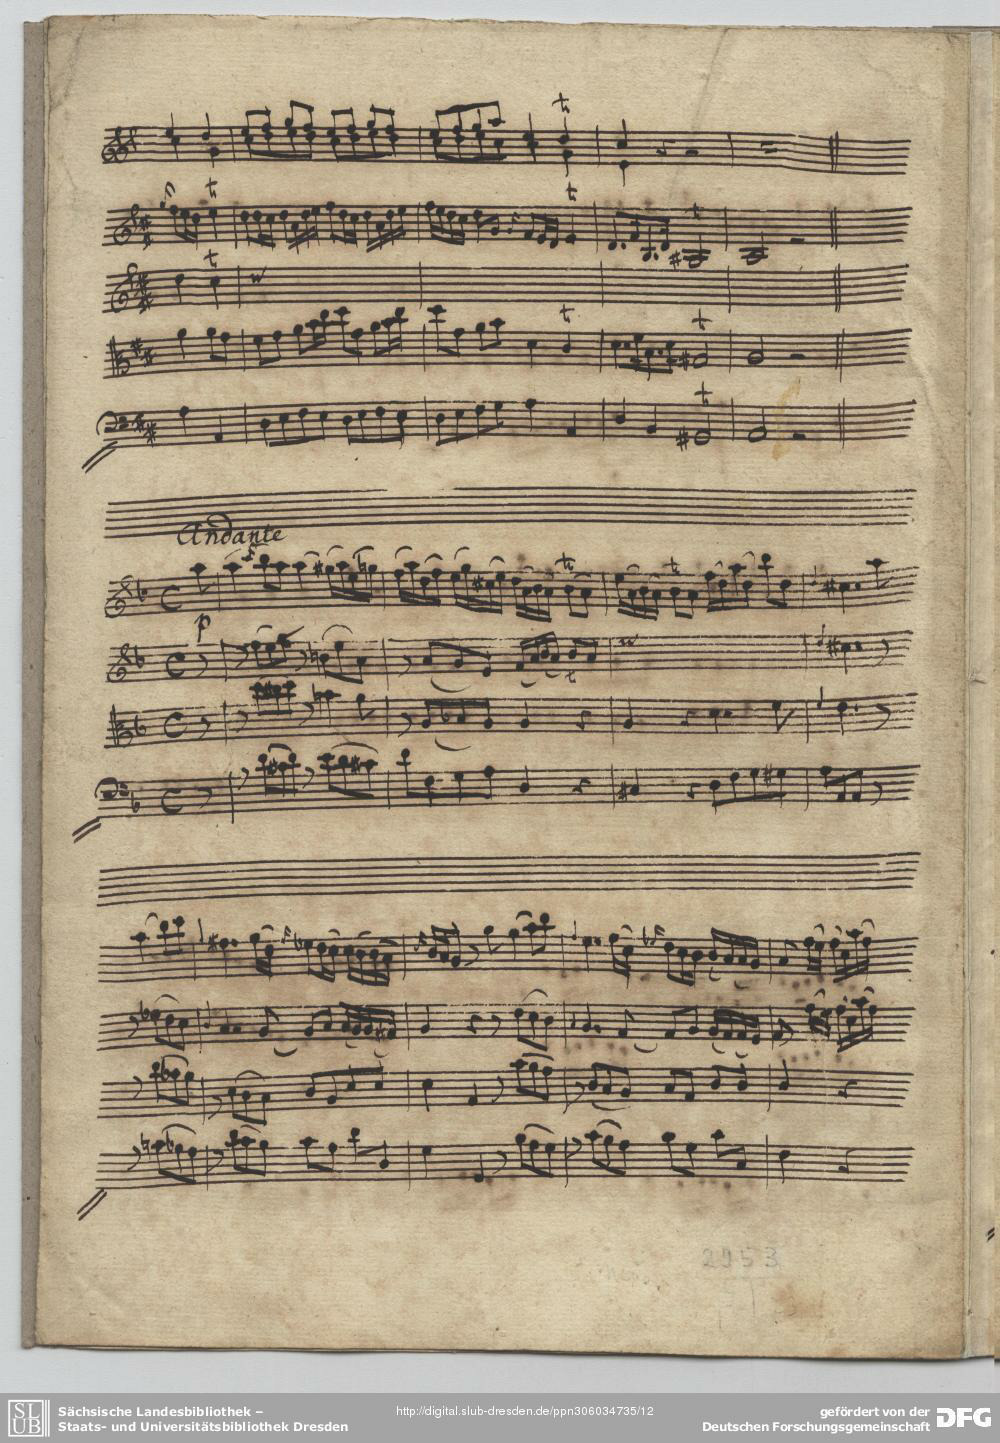 Andante
p
2953
SLUB
Sächsische Landesbibliothek –
Staats- und Universitätsbibliothek Dresden
http://digital.slub-dresden.de/ppn306034735/12
gefördert von der
Deutschen Forschungsgemeinschaft
DFG